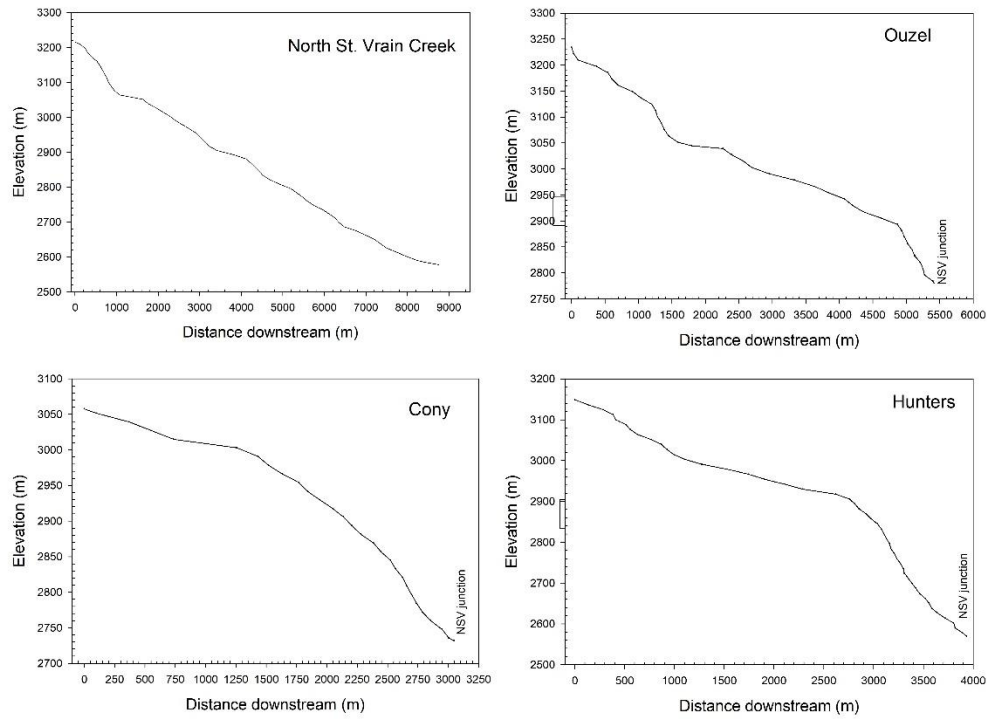 North St. Vrain Creek
Elevation (m)
3300
3200
3100
3000
2900
2800
2700
2600
2500
0 1000 2000 3000 4000 5000 6000 7000 8000 9000
Distance downstream (m)
Ouzel
Elevation (m)
3300
3250
3200
3150
3100
3050
3000
2950
2900
2850
2800
2750
NSV junction
0 500 1000 1500 2000 2500 3000 3500 4000 4500 5000 5500 6000
Distance downstream (m)
Cony
Elevation (m)
3100
3050
3000
2950
2900
2850
2800
2750
2700
NSV junction
0 250 500 750 1000 1250 1500 1750 2000 2250 2500 2750 3000 3250
Distance downstream (m)
Hunters
Elevation (m)
3200
3100
3000
2900
2800
2700
2600
2500
NSV junction
0 500 1000 1500 2000 2500 3000 3500 4000
Distance downstream (m)